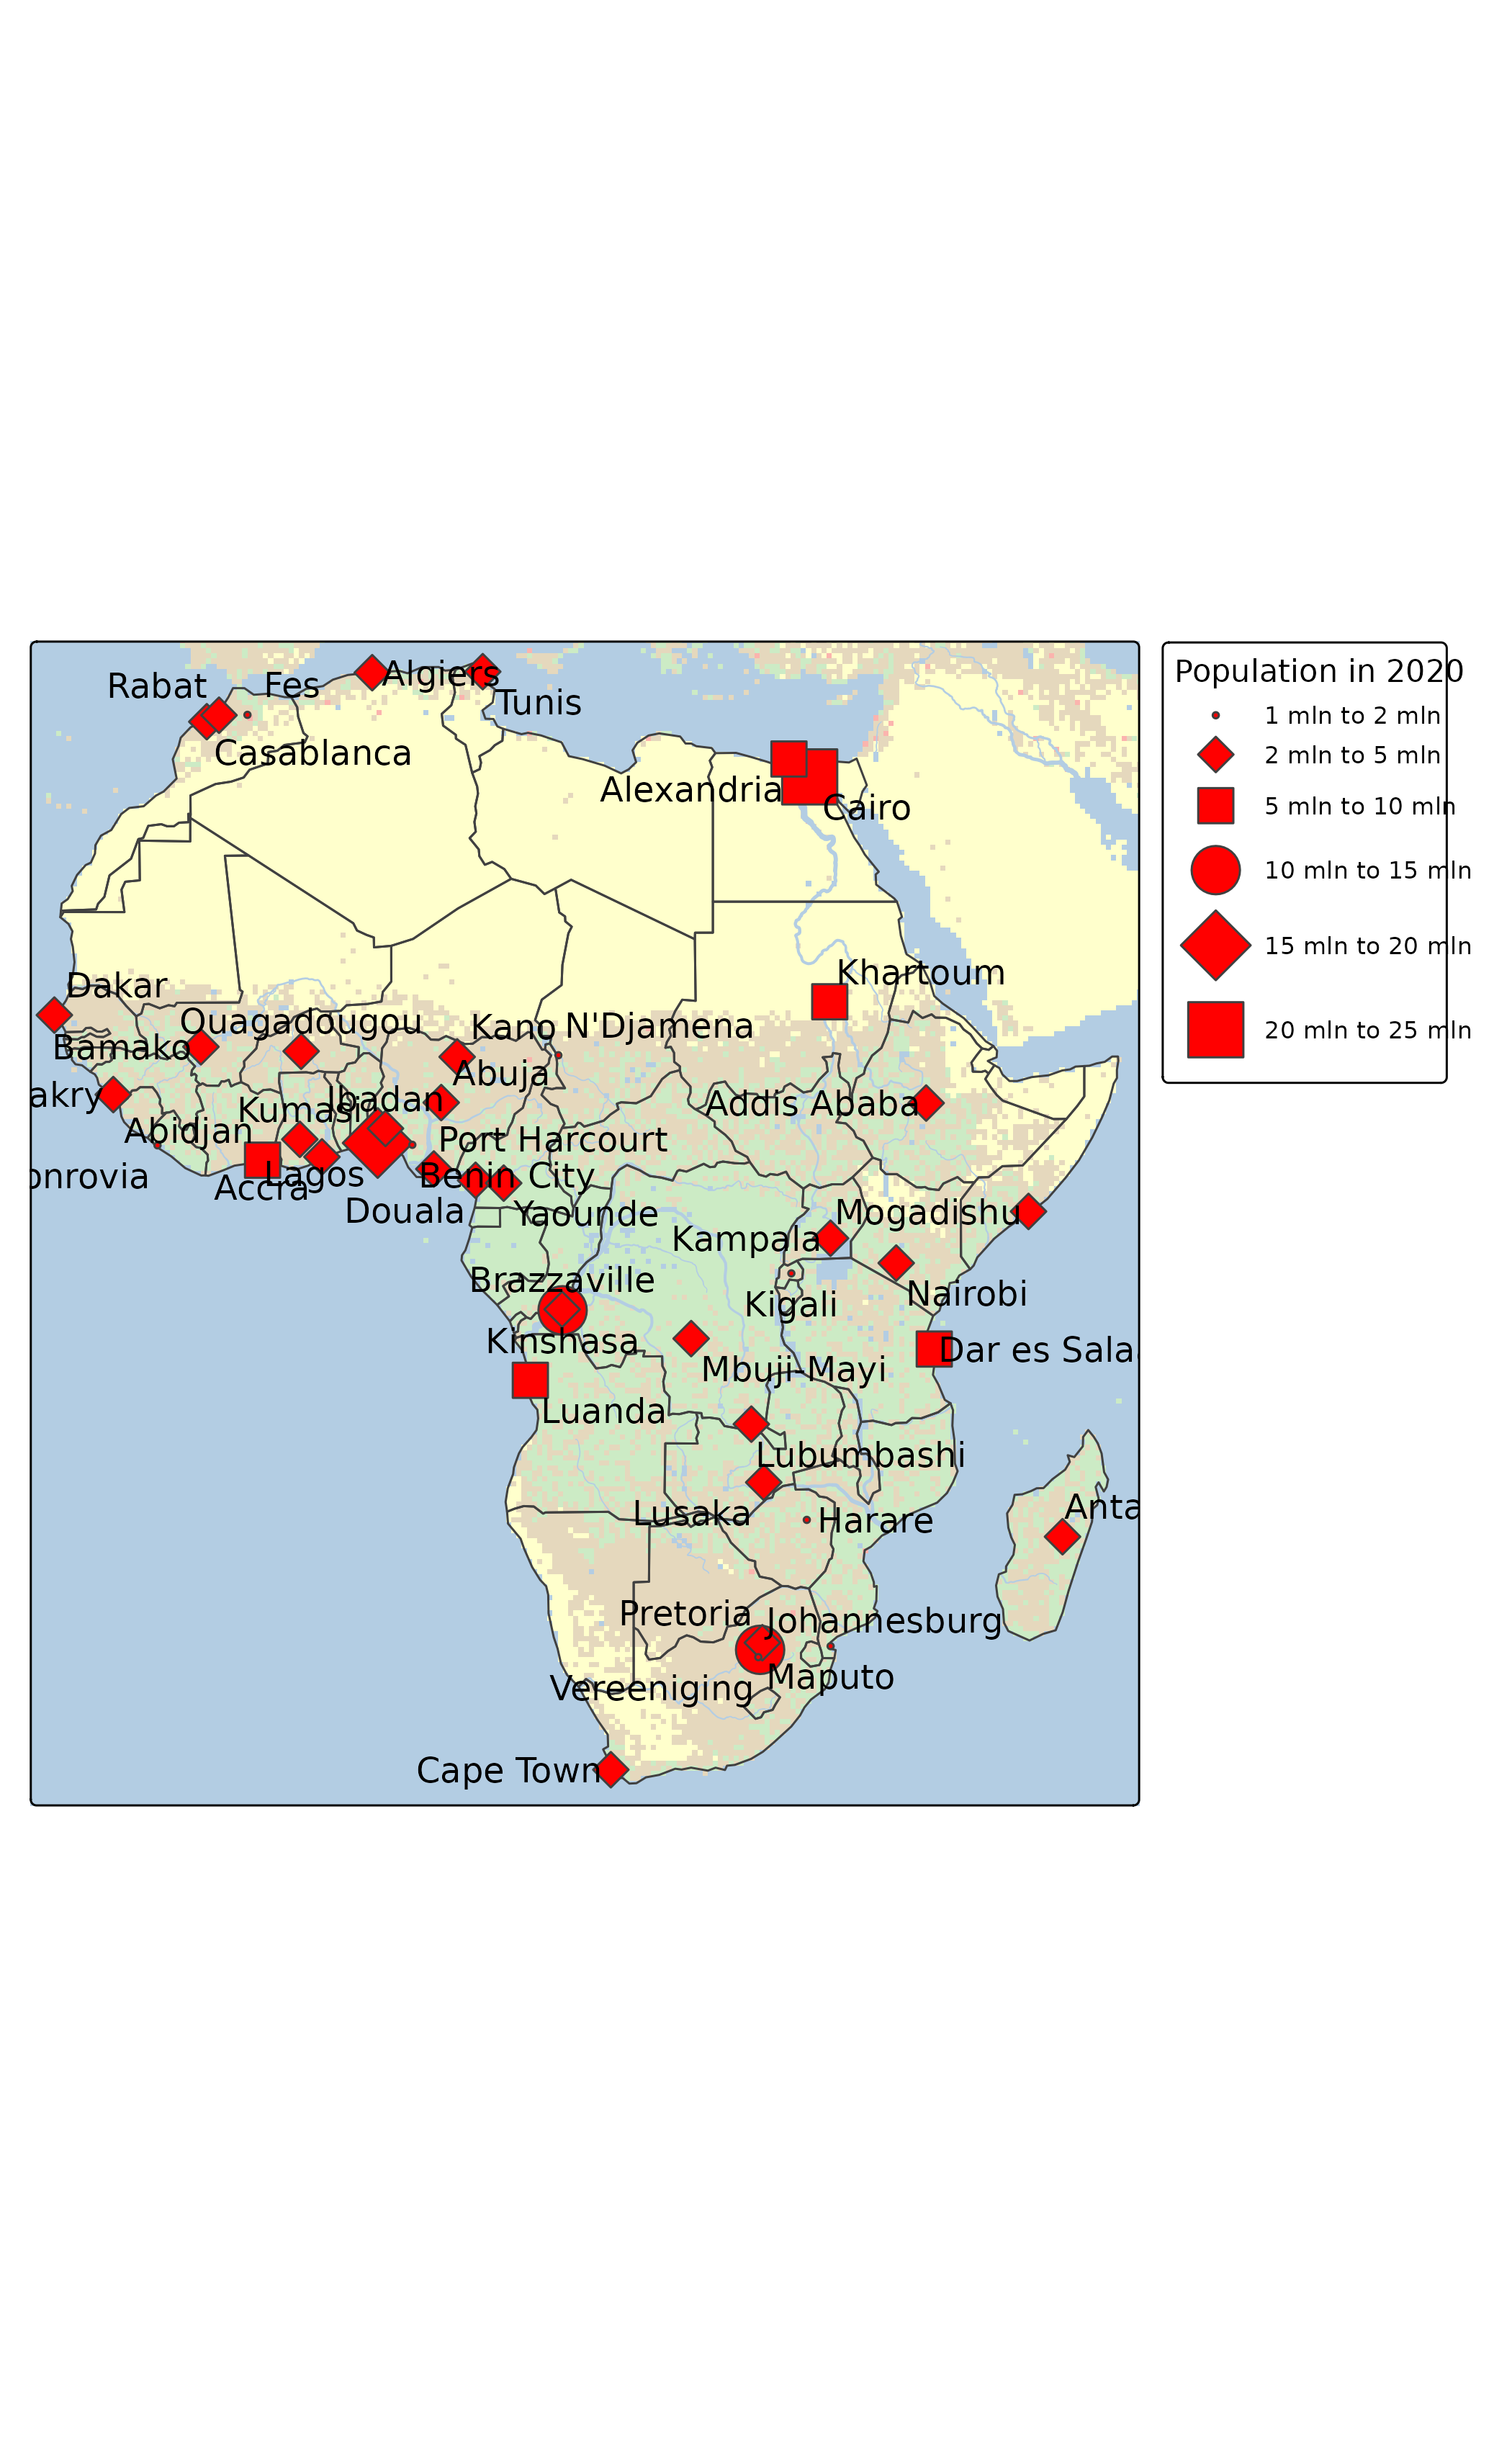 Rabat
Fes
Algiers
Tunis
Casablanca
Alexandria
Cairo
Dakar
Khartoum
Ouagadougou
Kano
N'Djamena
Bamako
Abuja
akry
Kumasi
Ibadan
Addis Ababa
Abidjan
Port Harcourt
onrovia
Accra
Lagos
Benin City
Douala
Yaounde
Mogadishu
Kampala
Brazzaville
Kigali
Nairobi
Kinshasa
Dar es Sala
Mbuji-Mayi
Luanda
Lubumbashi
Lusaka
Harare
Anta
Pretoria
Johannesburg
Vereeniging
Maputo
Cape Town
Population in 2020
1 mln to 2 mln
2 mln to 5 mln
5 mln to 10 mln
10 mln to 15 mln
15 mln to 20 mln
20 mln to 25 mln